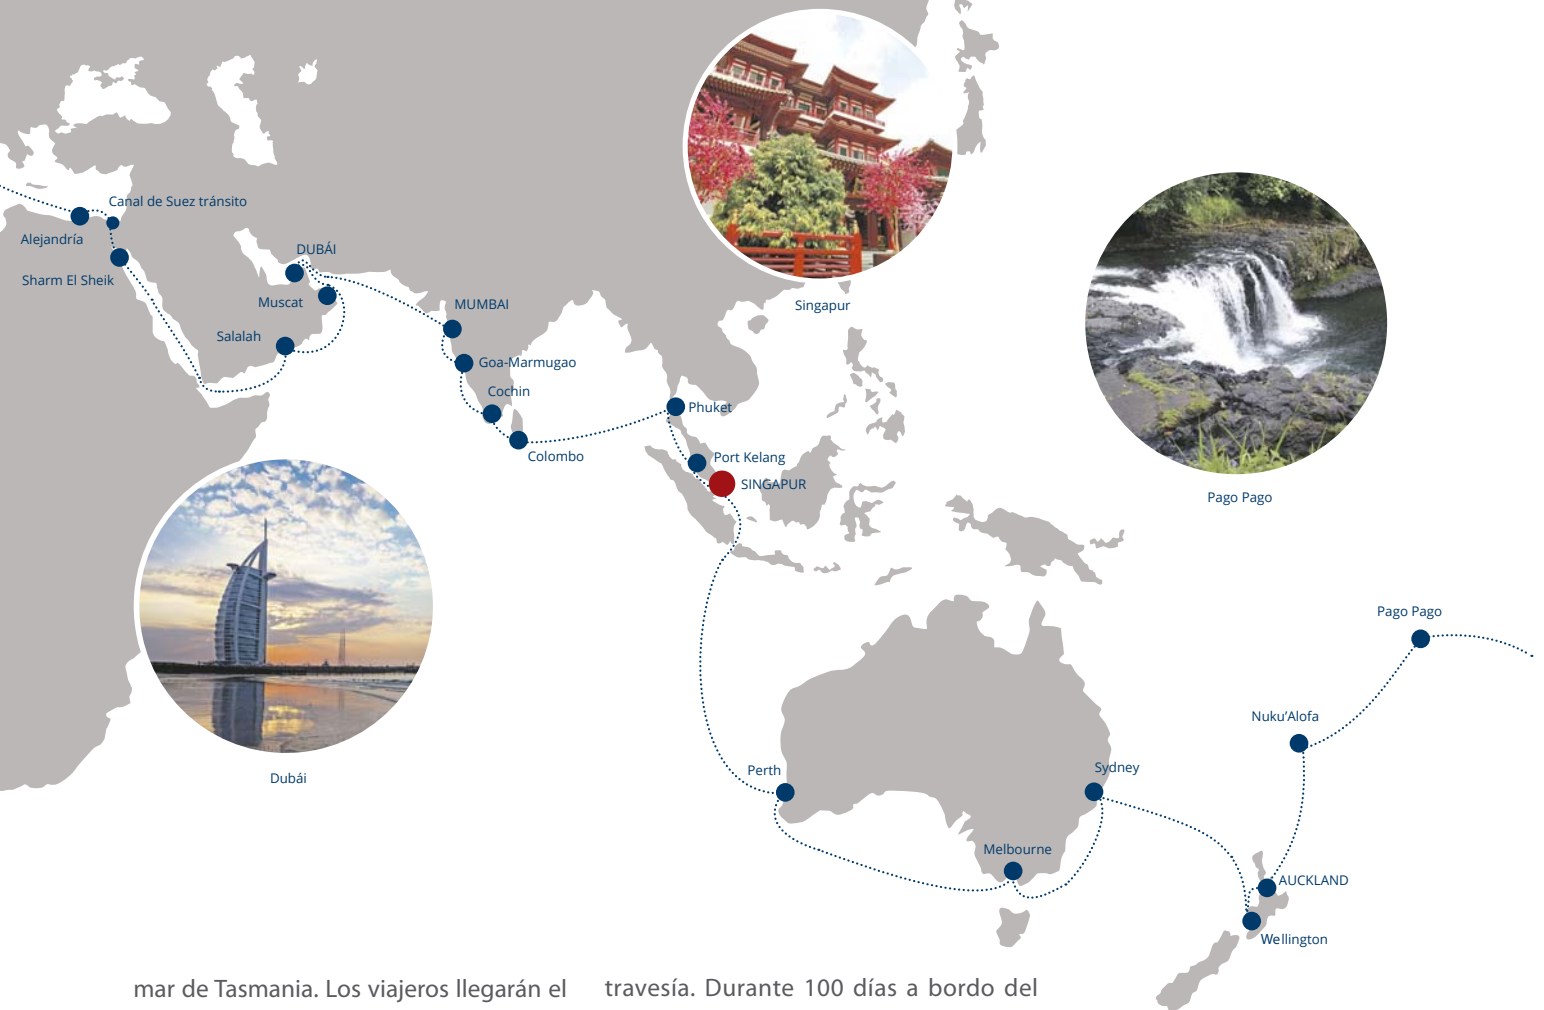 Canal de Suez tránsito
Alejandría
Sharm El Sheik
DUBÁI
Muscat
Salalah
MUMBAI
Goa-Marmugao
Cochin
Colombo
Singapur
Phuket
Port Kelang
SINGAPUR
Pago Pago
Dubái
Pago Pago
Nuku’Alofa
Perth
Sydney
Melbourne
AUCKLAND
Wellington
mar de Tasmania. Los viajeros llegarán el
travesía. Durante 100 días a bordo del